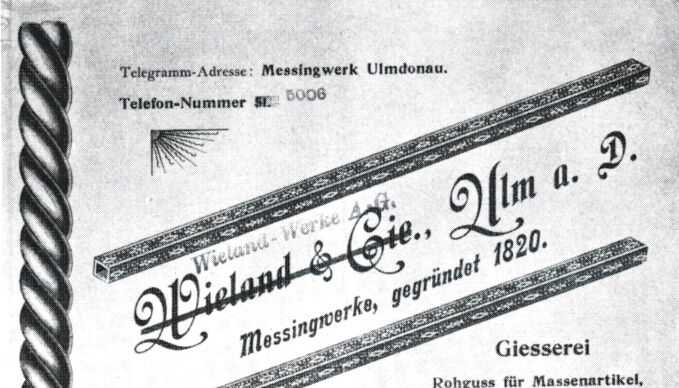 Telegramm-Adresse: Messingwerk Ulmdonau.
Telefon-Nummer 5006
Wieland-Werke A.G.
Wieland & Cie., Ulm a. D.
Messingwerke, gegründet 1820.
Giesserei
Rohguss für Massenartikel,